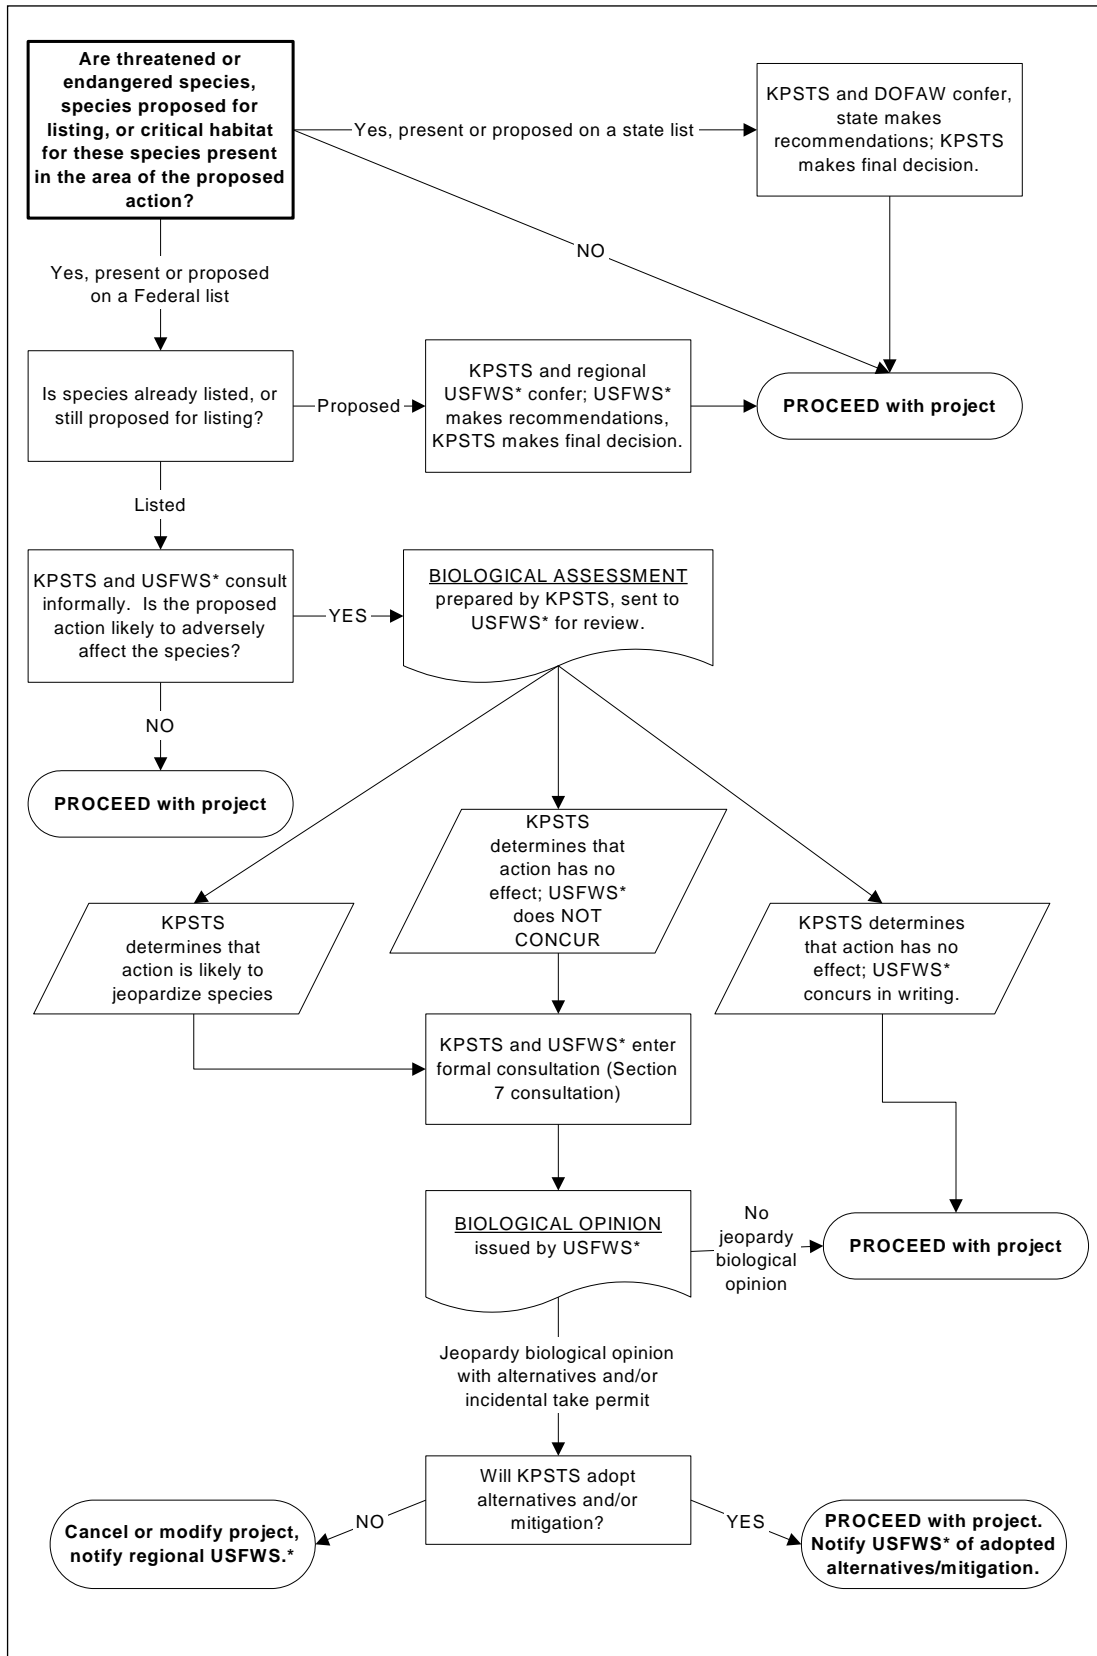 Are threatened or
endangered species,
species proposed for
listing, or critical habitat
for these species present
in the area of the proposed
action?
Yes, present or proposed on a state list
KPSTS and DOFAW confer,
state makes
recommendations; KPSTS
makes final decision.
NO
Yes, present or proposed
on a Federal list
Is species already listed, or
still proposed for listing?
Proposed
KPSTS and regional
USFWS* confer; USFWS*
makes recommendations,
KPSTS makes final decision.
PROCEED with project
Listed
KPSTS and USFWS* consult
informally. Is the proposed
action likely to adversely
affect the species?
YES
BIOLOGICAL ASSESSMENT
prepared by KPSTS, sent to
USFWS* for review.
NO
PROCEED with project
KPSTS
determines that
action is likely to
jeopardize species
KPSTS
determines that
action has no
effect; USFWS*
does NOT
CONCUR
KPSTS determines
that action has no
effect; USFWS*
concurs in writing.
KPSTS and USFWS* enter
formal consultation (Section
7 consultation)
BIOLOGICAL OPINION
issued by USFWS*
No
jeopardy
biological
opinion
PROCEED with project
Jeopardy biological opinion
with alternatives and/or
incidental take permit
Will KPSTS adopt
alternatives and/or
mitigation?
NO
Cancel or modify project,
notify regional USFWS.*
YES
PROCEED with project.
Notify USFWS* of adopted
alternatives/mitigation.